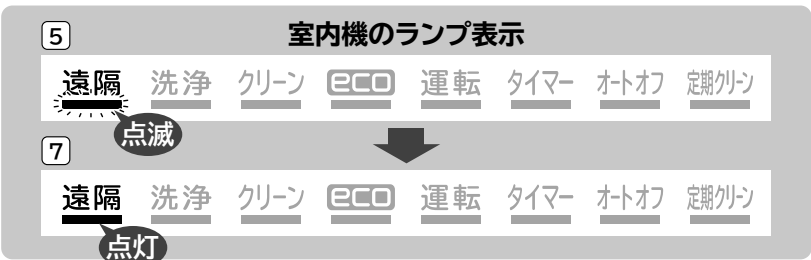 5 室内機のランプ表示
遠隔 洗浄 クリーン eco 運転 タイマー オートオフ 定期クリーン
点滅
7
遠隔 洗浄 クリーン eco 運転 タイマー オートオフ 定期クリーン
点灯